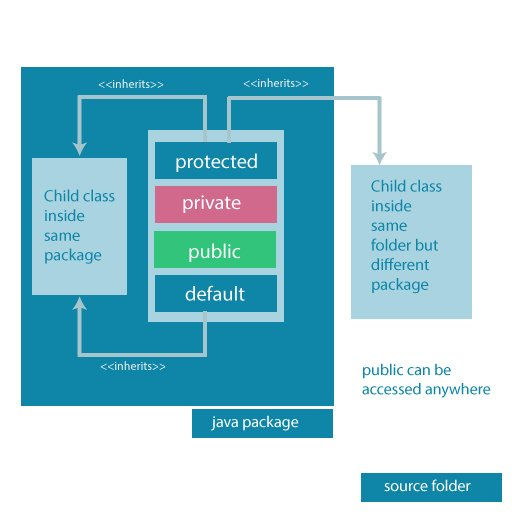 <<inherits>>
<<inherits>>
protected
private
public
default
Child class
inside
same
package
Child class
inside
same
folder but
different
package
<<inherits>>
public can be
accessed anywhere
java package
source folder